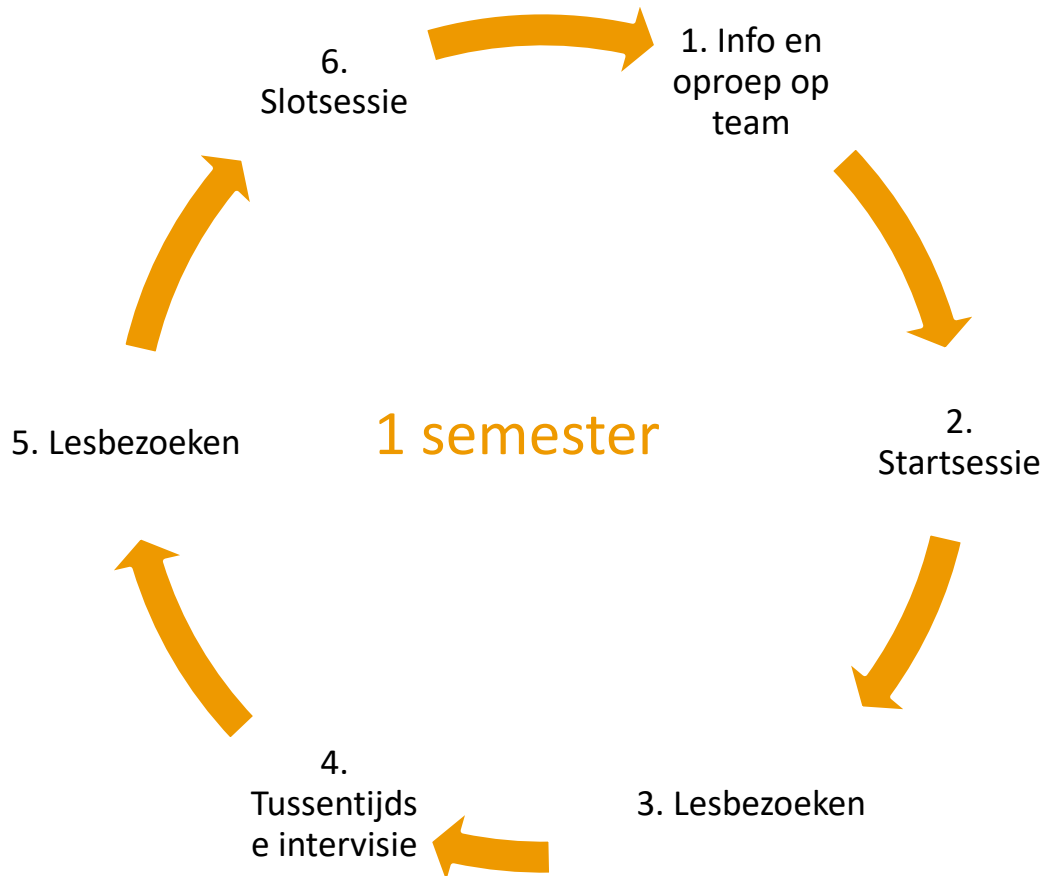 1. Info en
oproep op
team
2.
Startsessie
3. Lesbezoeken
4.
Tussentijds
e intervisie
5. Lesbezoeken
6.
Slotsessie
1 semester